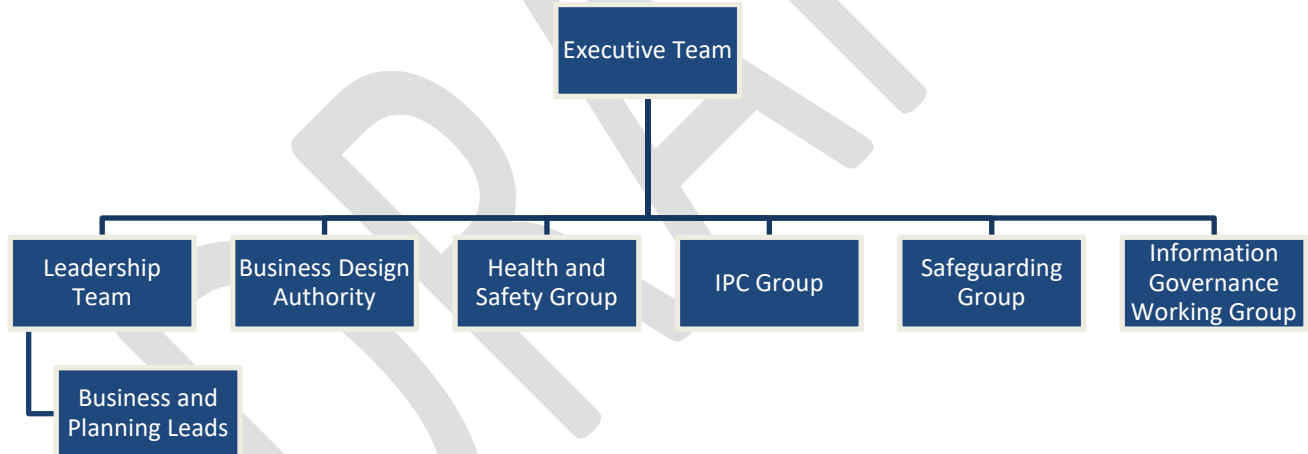 Executive Team
Leadership
Team
Business Design
Authority
Health and
Safety Group
IPC Group
Safeguarding
Group
Information
Governance
Working Group
Business and
Planning Leads